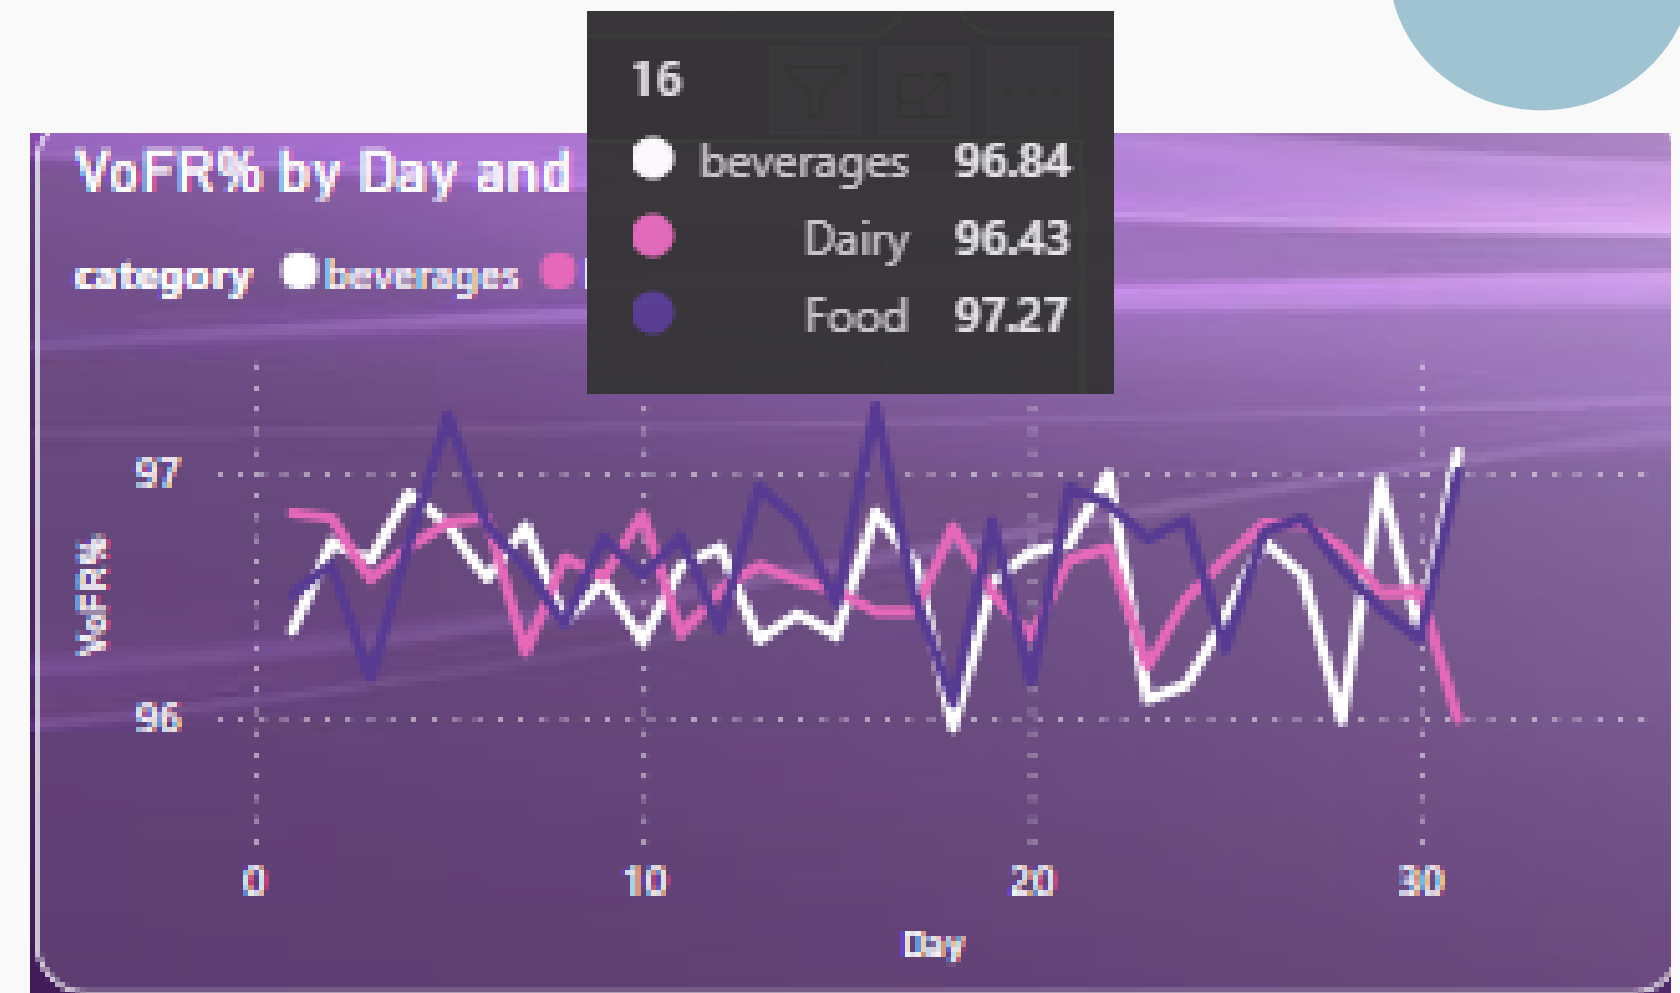 16
beverages 96.84
Dairy 96.43
Food 97.27
VoFR% by Day and
category beverages
97
VoFR%
96
0 10 20 30
Day